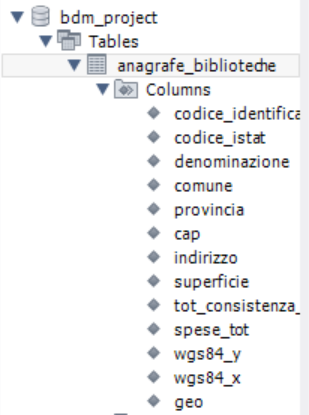 bdm_project
Tables
anagrafe_biblioteche
Columns
codice_identifica
codice_istat
denominazione
comune
provincia
cap
indirizzo
superficie
tot_consistenza_
spese_tot
wgs84_y
wgs84_x
geo